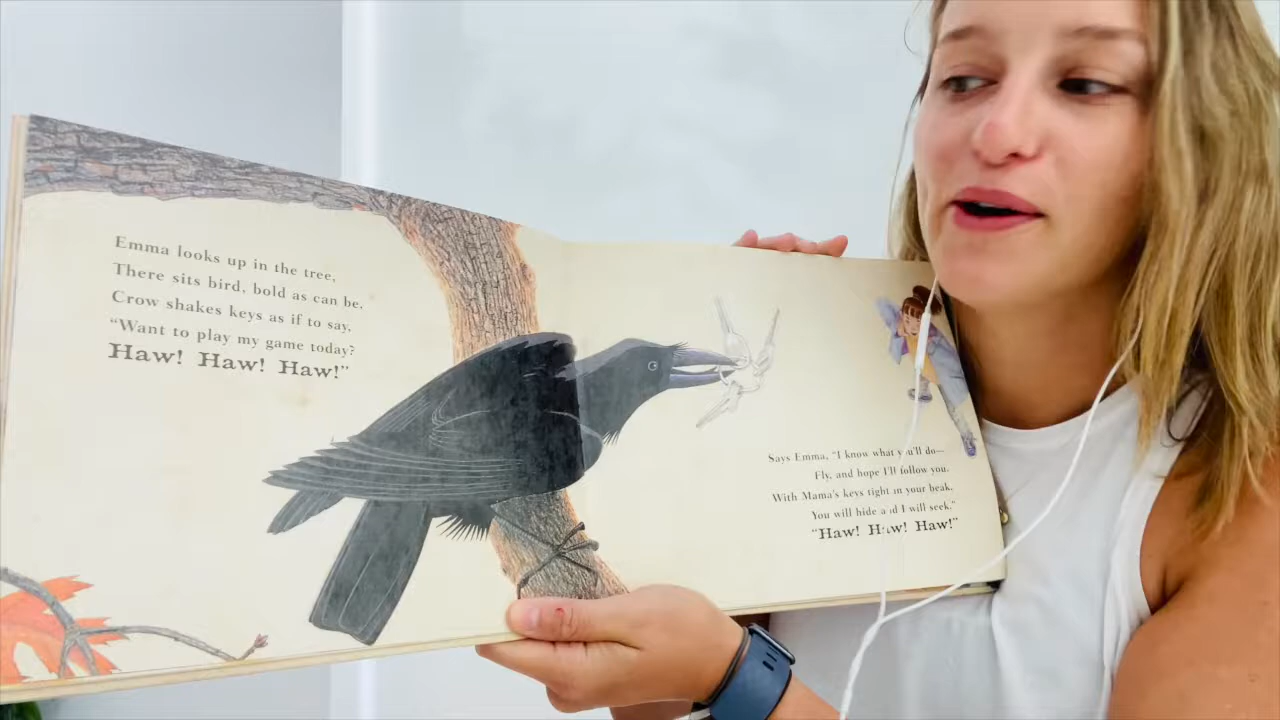 Emma looks up in the tree,
There sits bird, bold as can be.
Crow shakes keys as if to say,
"Want to play my game today?
Haw! Haw! Haw!"
Says Emma, "I know what you'll do—
Fly, and hope I'll follow you.
With Mama's keys tight in your beak,
You will hide and I will seek."
"Haw! Haw! Haw!"